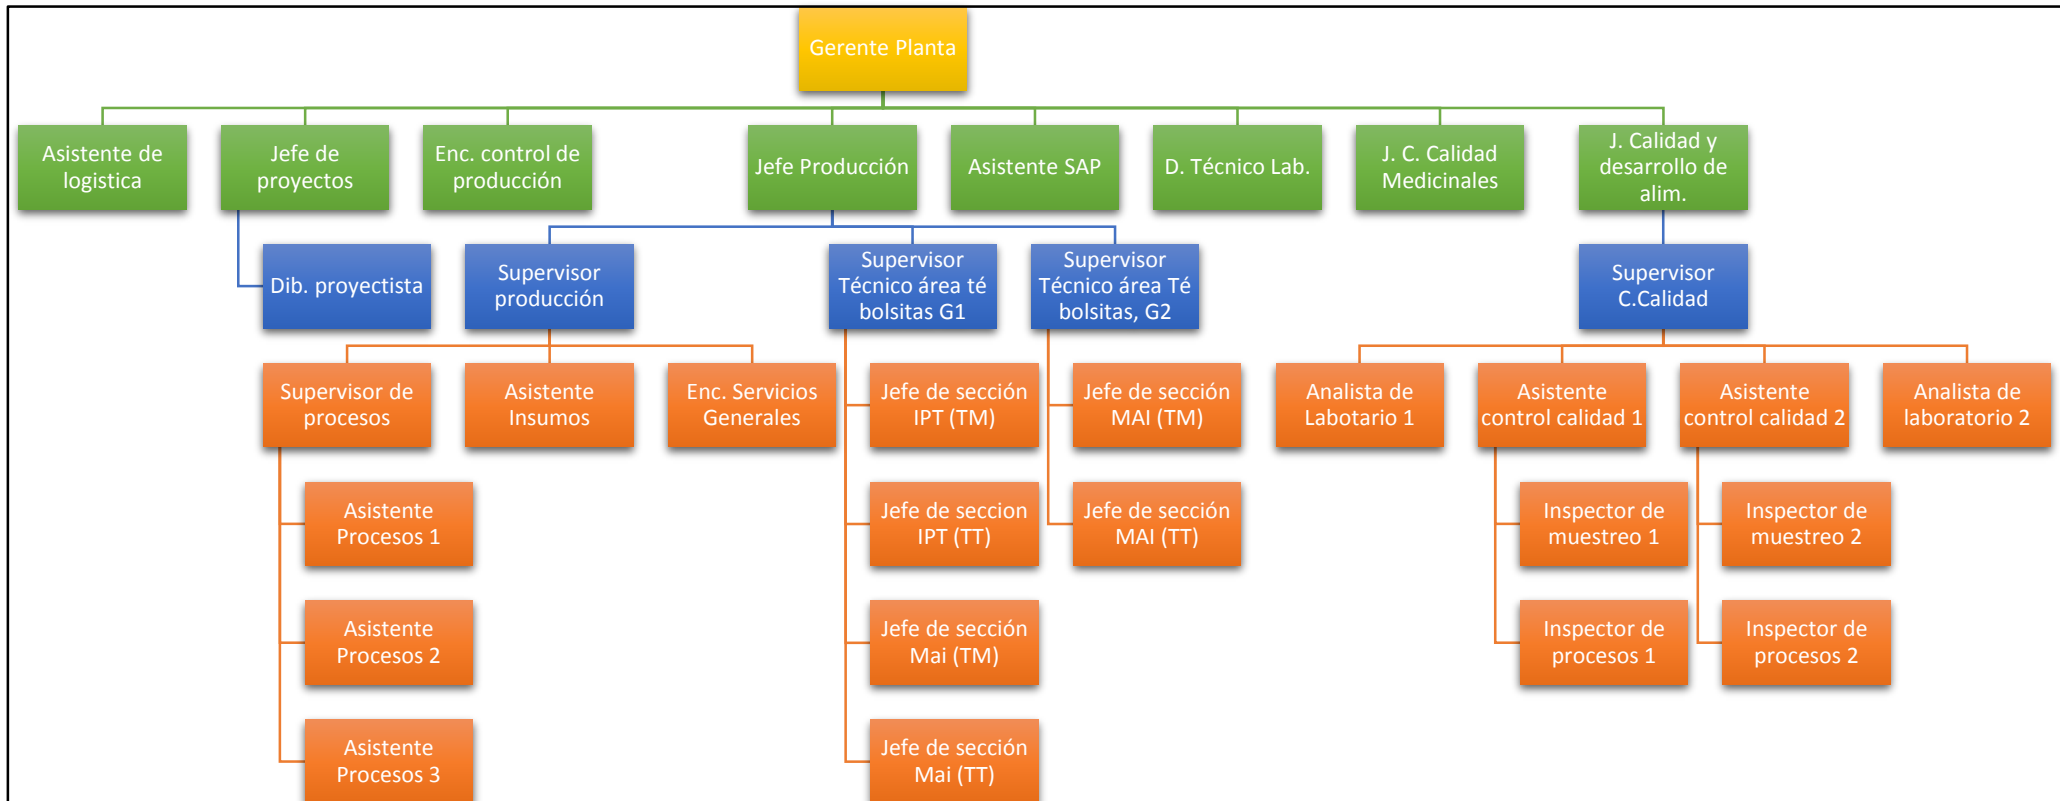 Gerente Planta
Asistente de
logistica
Jefe de
proyectos
Enc. control de
producción
Jefe Producción
Asistente SAP
D. Técnico Lab.
J. C. Calidad
Medicinales
J. Calidad y
desarrollo de
alim.
Dib. proyectista
Supervisor
producción
Supervisor
Técnico área té
bolsitas G1
Supervisor
Técnico área Té
bolsitas, G2
Supervisor
C.Calidad
Supervisor de
procesos
Asistente
Insumos
Enc. Servicios
Generales
Jefe de sección
IPT (TM)
Jefe de sección
MAI (TM)
Analista de
Labotario 1
Asistente
control calidad 1
Asistente
control calidad 2
Analista de
laboratorio 2
Asistente
Procesos 1
Jefe de seccion
IPT (TT)
Jefe de sección
MAI (TT)
Inspector de
muestreo 1
Inspector de
muestreo 2
Asistente
Procesos 2
Jefe de sección
Mai (TM)
Inspector de
procesos 1
Inspector de
procesos 2
Asistente
Procesos 3
Jefe de sección
Mai (TT)